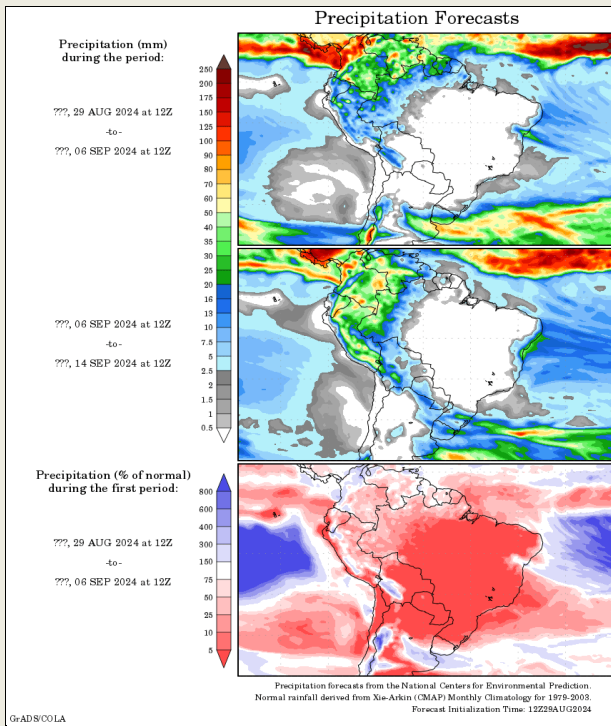 Precipitation Forecasts
Precipitation (mm)
during the period:
???, 29 AUG 2024 at 12Z
-to-
???, 06 SEP 2024 at 12Z
250
200
175
150
125
100
90
80
70
60
50
40
35
30
25
20
16
13
10
7.5
5
2.5
2
1.5
1
0.5
???, 06 SEP 2024 at 12Z
-to-
???, 14 SEP 2024 at 12Z
Precipitation (% of normal)
during the first period:
???, 29 AUG 2024 at 12Z
-to-
???, 06 SEP 2024 at 12Z
800
600
400
300
150
75
50
25
10
5
Precipitation forecasts from the National Centers for Environmental Prediction.
Normal rainfall derived from Xie-Arkin (CMAP) Monthly Climatology for 1979-2003.
Forecast Initialization Time: 12Z29AUG2024
GrADS/COLA